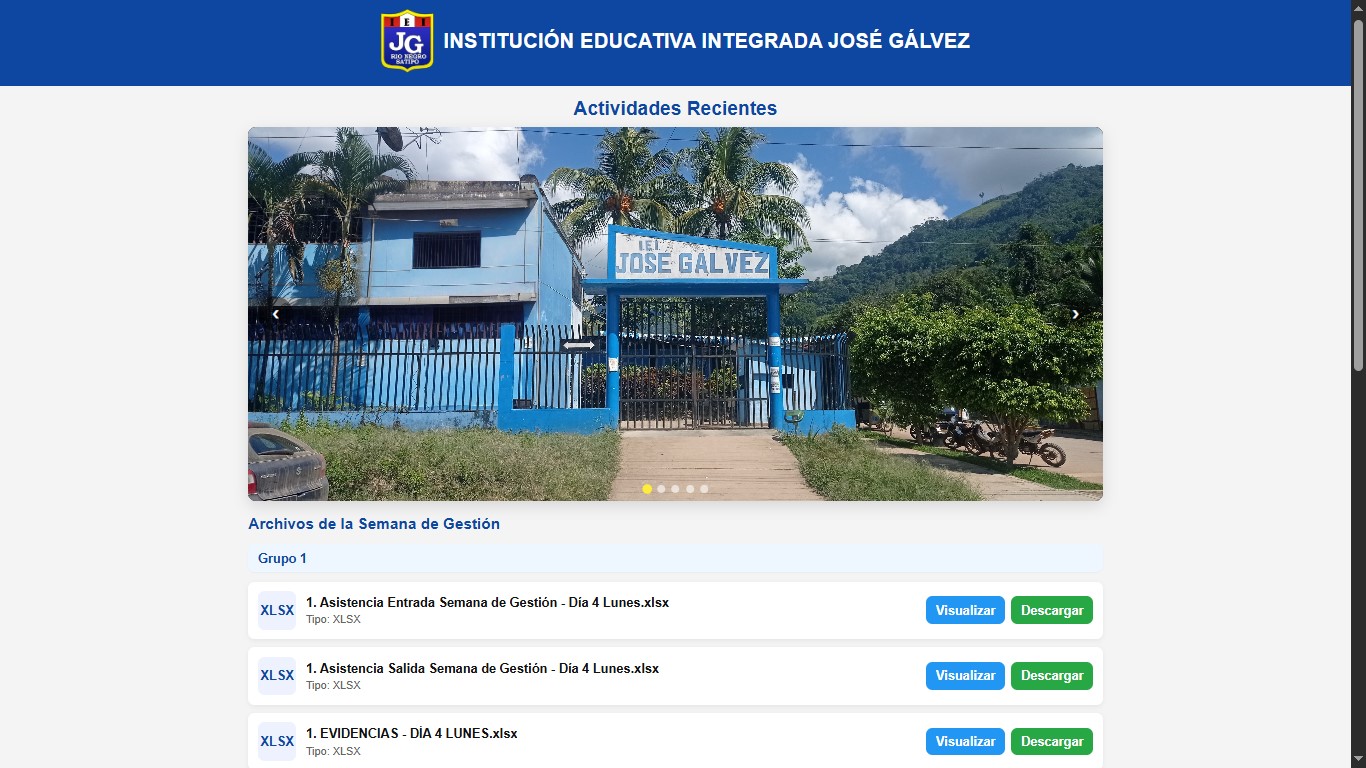 I E I
JG
RIO NEGRO
SATIPO
INSTITUCIÓN EDUCATIVA INTEGRADA JOSÉ GÁLVEZ
Actividades Recientes
I.E.I.
JOSE GALVEZ
‹ ›
Archivos de la Semana de Gestión
Grupo 1
XLSX
1. Asistencia Entrada Semana de Gestión - Día 4 Lunes.xlsx
Tipo: XLSX
Visualizar
Descargar
XLSX
1. Asistencia Salida Semana de Gestión - Día 4 Lunes.xlsx
Tipo: XLSX
Visualizar
Descargar
XLSX
1. EVIDENCIAS - DÍA 4 LUNES.xlsx
Tipo: XLSX
Visualizar
Descargar